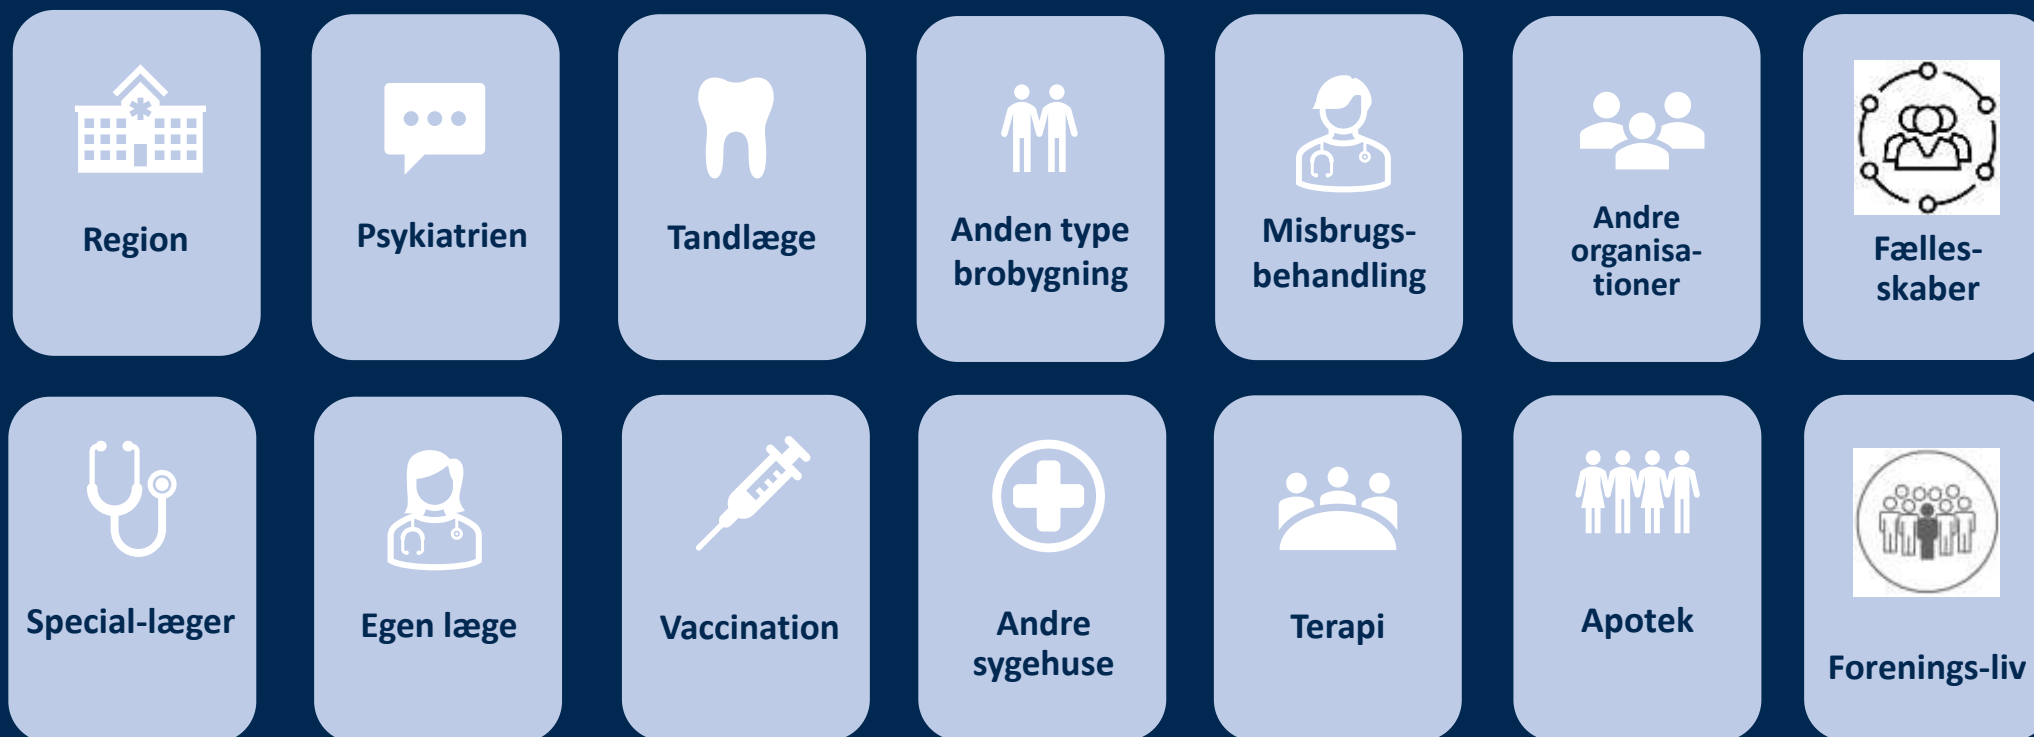 Region
Psykiatrien
Tandlæge
Anden type
brobygning
Misbrugs-
behandling
Andre
organisa-
tioner
Fælles-
skaber
Special-læger
Egen læge
Vaccination
Andre
sygehuse
Terapi
Apotek
Forenings-liv